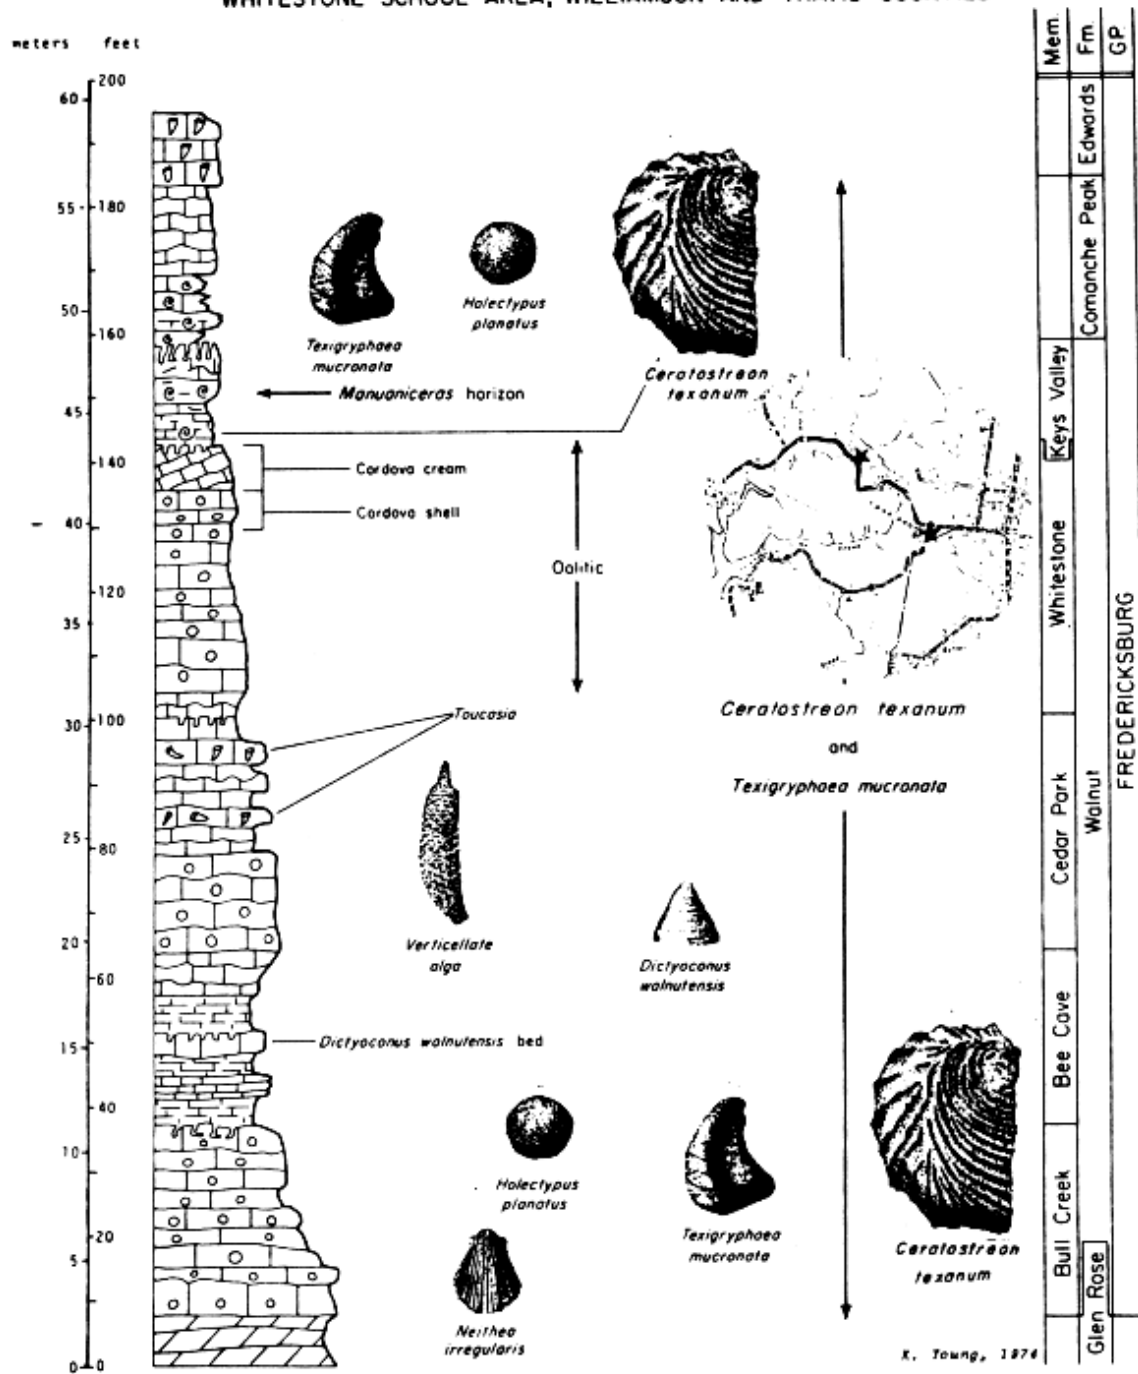 WHITESTONE SCHOOL AREA, WILLIAMSON AND TRAVIS COUNTIES
meters feet
Mem.
Fm.
GP.
200
60
180
55
50
160
45
140
40
120
35
30
100
25
80
20
60
15
40
10
20
5
0
0
Texigryphaea
mucronata
Holectypus
planatus
Ceratostreon
texanum
Manuaniceras horizon
Cordova cream
Cordova shell
Oolitic
Toucasia
Ceratostreon texanum
and
Texigryphaea mucronata
Verticellate
alga
Dictyoconus
walnutensis
Dictyoconus walnutensis bed
Holectypus
planatus
Texigryphaea
mucronata
Ceratostreon
texanum
Neithea
irregularis
K. Young, 1974
Keys Valley
Whitestone
Cedar Park
Bee Cave
Bull Creek
Edwards
Comanche Peak
Walnut
Glen Rose
FREDERICKSBURG